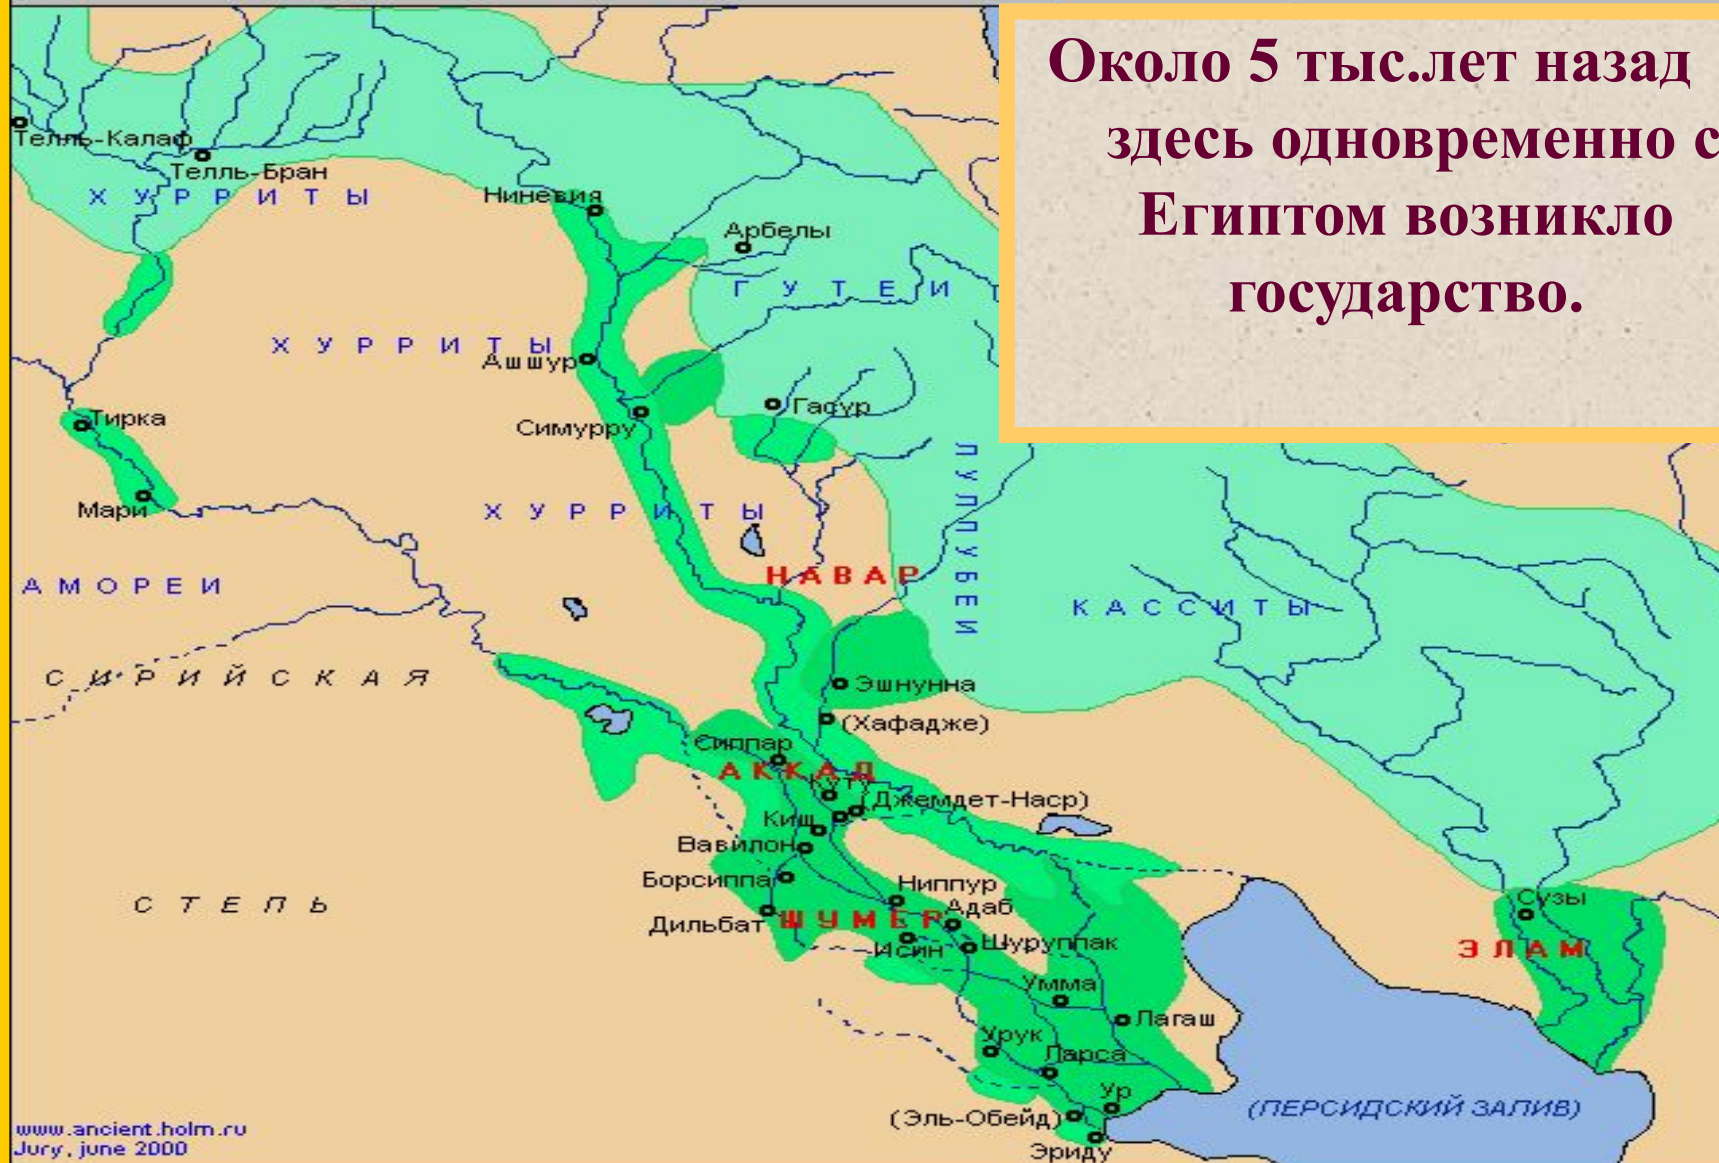 Около 5 тыс.лет назад
здесь одновременно с
Египтом возникло
государство.
Телль-Калаф
Телль-Бран
ХУРРИТЫ
Ниневия
Арбелы
ГУТЕИ
ХУРРИТЫ
Ашшур
Тирка
Симурру
Гасур
ЛУЛЛУБЕИ
Мари
ХУРРИТЫ
НАВАР
АМОРЕИ
КАССИТЫ
СИРИЙСКАЯ
Эшнунна
(Хафадже)
Сиппар
АККАД
Куту
(Джемдет-Наср)
Киш
Вавилон
Борсиппа
Ниппур
СТЕПЬ
Адаб
Сузы
Дильбат
ШУМЕР
Исин
Шуруппак
ЭЛАМ
Умма
Лагаш
Урук
Ларса
Ур
(Эль-Обейд)
(ПЕРСИДСКИЙ ЗАЛИВ)
Эриду
www.ancient.holm.ru
Jury, june 2000